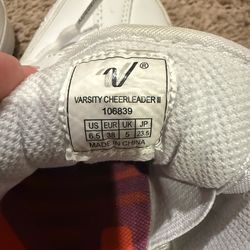 V®
VARSITY CHEERLEADER II
106839
US EUR UK JP
6.5 38 5 23.5
MADE IN CHINA